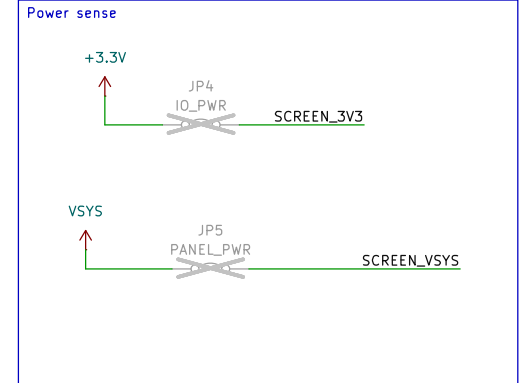 Power sense
+3.3V
JP4
IO_PWR
SCREEN_3V3
VSYS
JP5
PANEL_PWR
SCREEN_VSYS